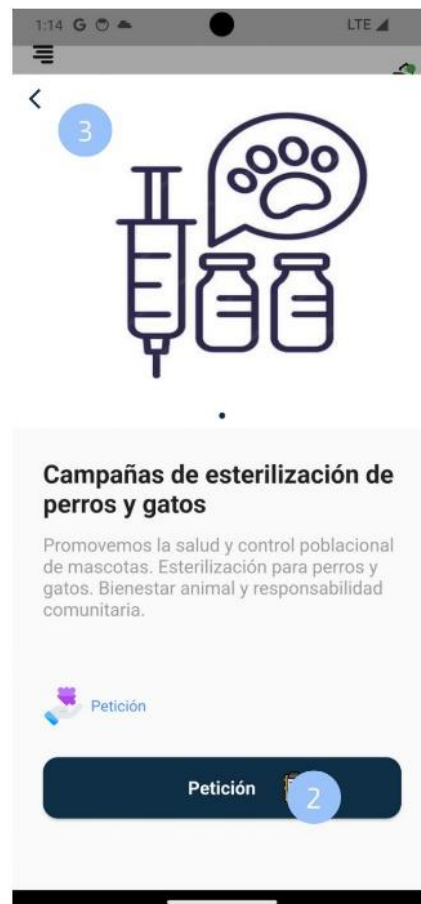 1:14 G LTE
3
Campañas de esterilización de
perros y gatos
Promovemos la salud y control poblacional
de mascotas. Esterilización para perros y
gatos. Bienestar animal y responsabilidad
comunitaria.
Petición
Petición 2